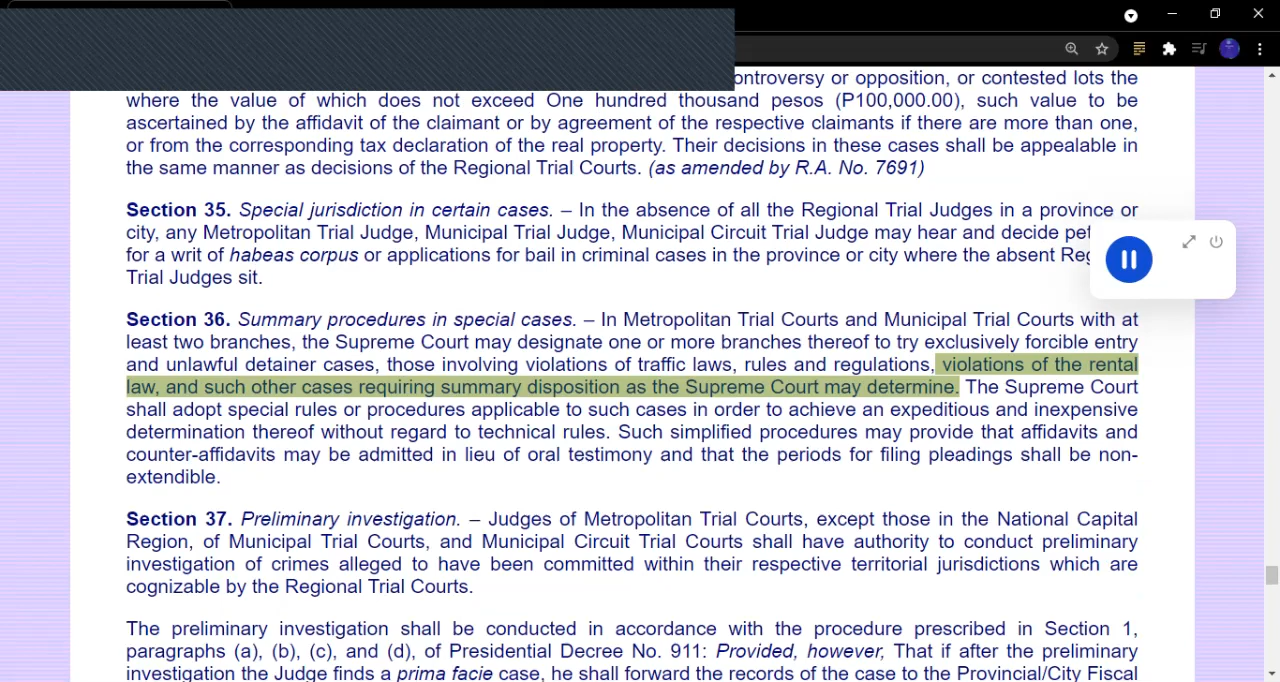 ontroversy or opposition, or contested lots the
where the value of which does not exceed One hundred thousand pesos (P100,000.00), such value to be
ascertained by the affidavit of the claimant or by agreement of the respective claimants if there are more than one,
or from the corresponding tax declaration of the real property. Their decisions in these cases shall be appealable in
the same manner as decisions of the Regional Trial Courts. (as amended by R.A. No. 7691)
Section 35. Special jurisdiction in certain cases. – In the absence of all the Regional Trial Judges in a province or
city, any Metropolitan Trial Judge, Municipal Trial Judge, Municipal Circuit Trial Judge may hear and decide pet
for a writ of habeas corpus or applications for bail in criminal cases in the province or city where the absent Reg
Trial Judges sit.
Section 36. Summary procedures in special cases. – In Metropolitan Trial Courts and Municipal Trial Courts with at
least two branches, the Supreme Court may designate one or more branches thereof to try exclusively forcible entry
and unlawful detainer cases, those involving violations of traffic laws, rules and regulations, violations of the rental
law, and such other cases requiring summary disposition as the Supreme Court may determine. The Supreme Court
shall adopt special rules or procedures applicable to such cases in order to achieve an expeditious and inexpensive
determination thereof without regard to technical rules. Such simplified procedures may provide that affidavits and
counter-affidavits may be admitted in lieu of oral testimony and that the periods for filing pleadings shall be non-
extendible.
Section 37. Preliminary investigation. – Judges of Metropolitan Trial Courts, except those in the National Capital
Region, of Municipal Trial Courts, and Municipal Circuit Trial Courts shall have authority to conduct preliminary
investigation of crimes alleged to have been committed within their respective territorial jurisdictions which are
cognizable by the Regional Trial Courts.
The preliminary investigation shall be conducted in accordance with the procedure prescribed in Section 1,
paragraphs (a), (b), (c), and (d), of Presidential Decree No. 911: Provided, however, That if after the preliminary
investigation the Judge finds a prima facie case, he shall forward the records of the case to the Provincial/City Fiscal